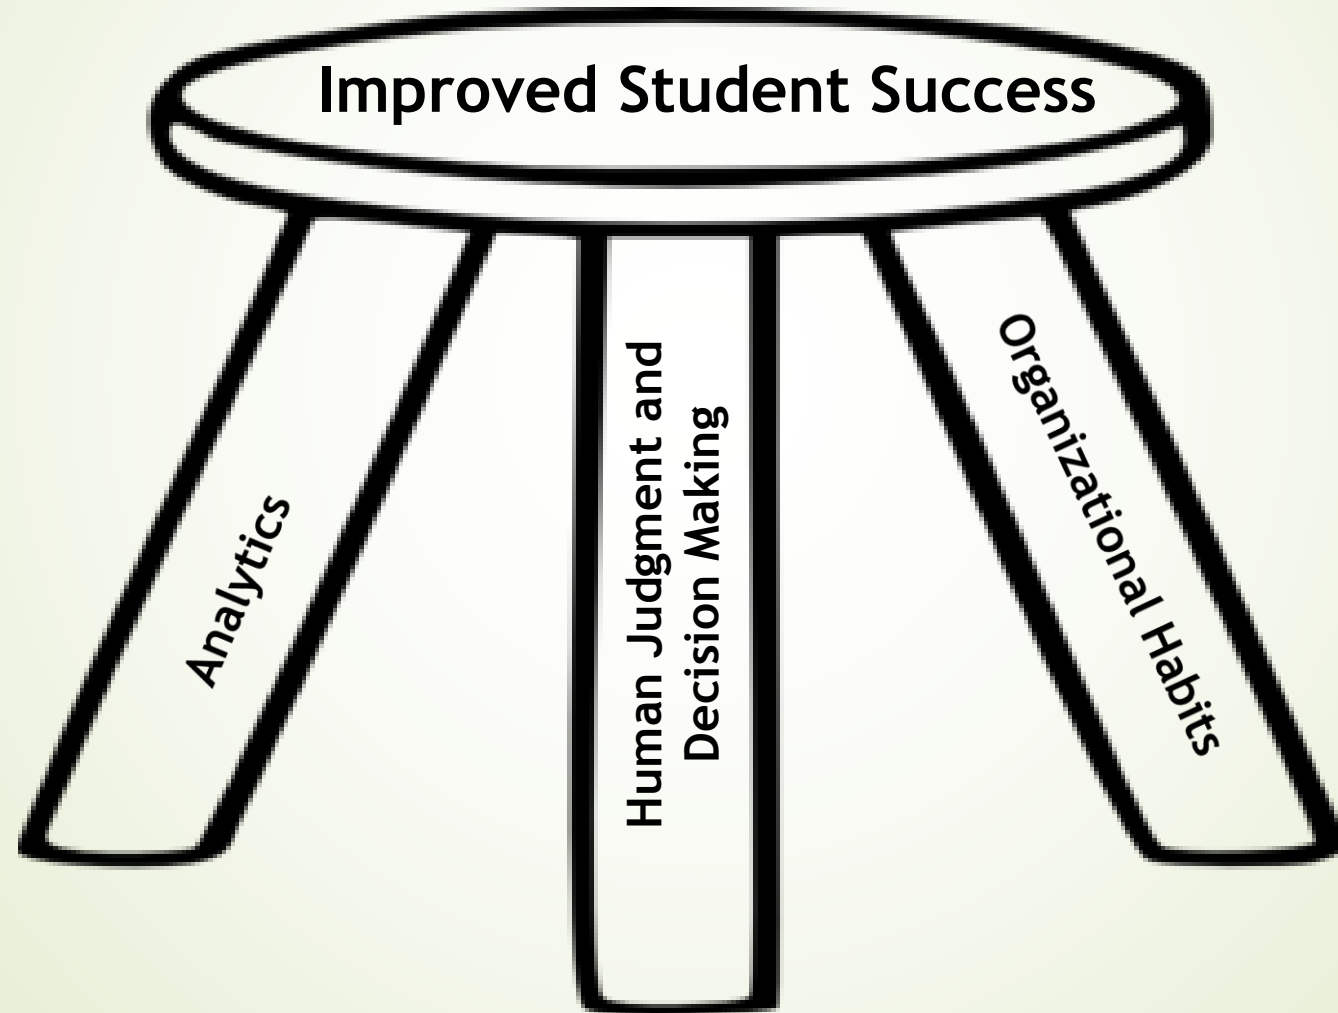 Improved Student Success
Analytics
Human Judgment and
Decision Making
Organizational Habits